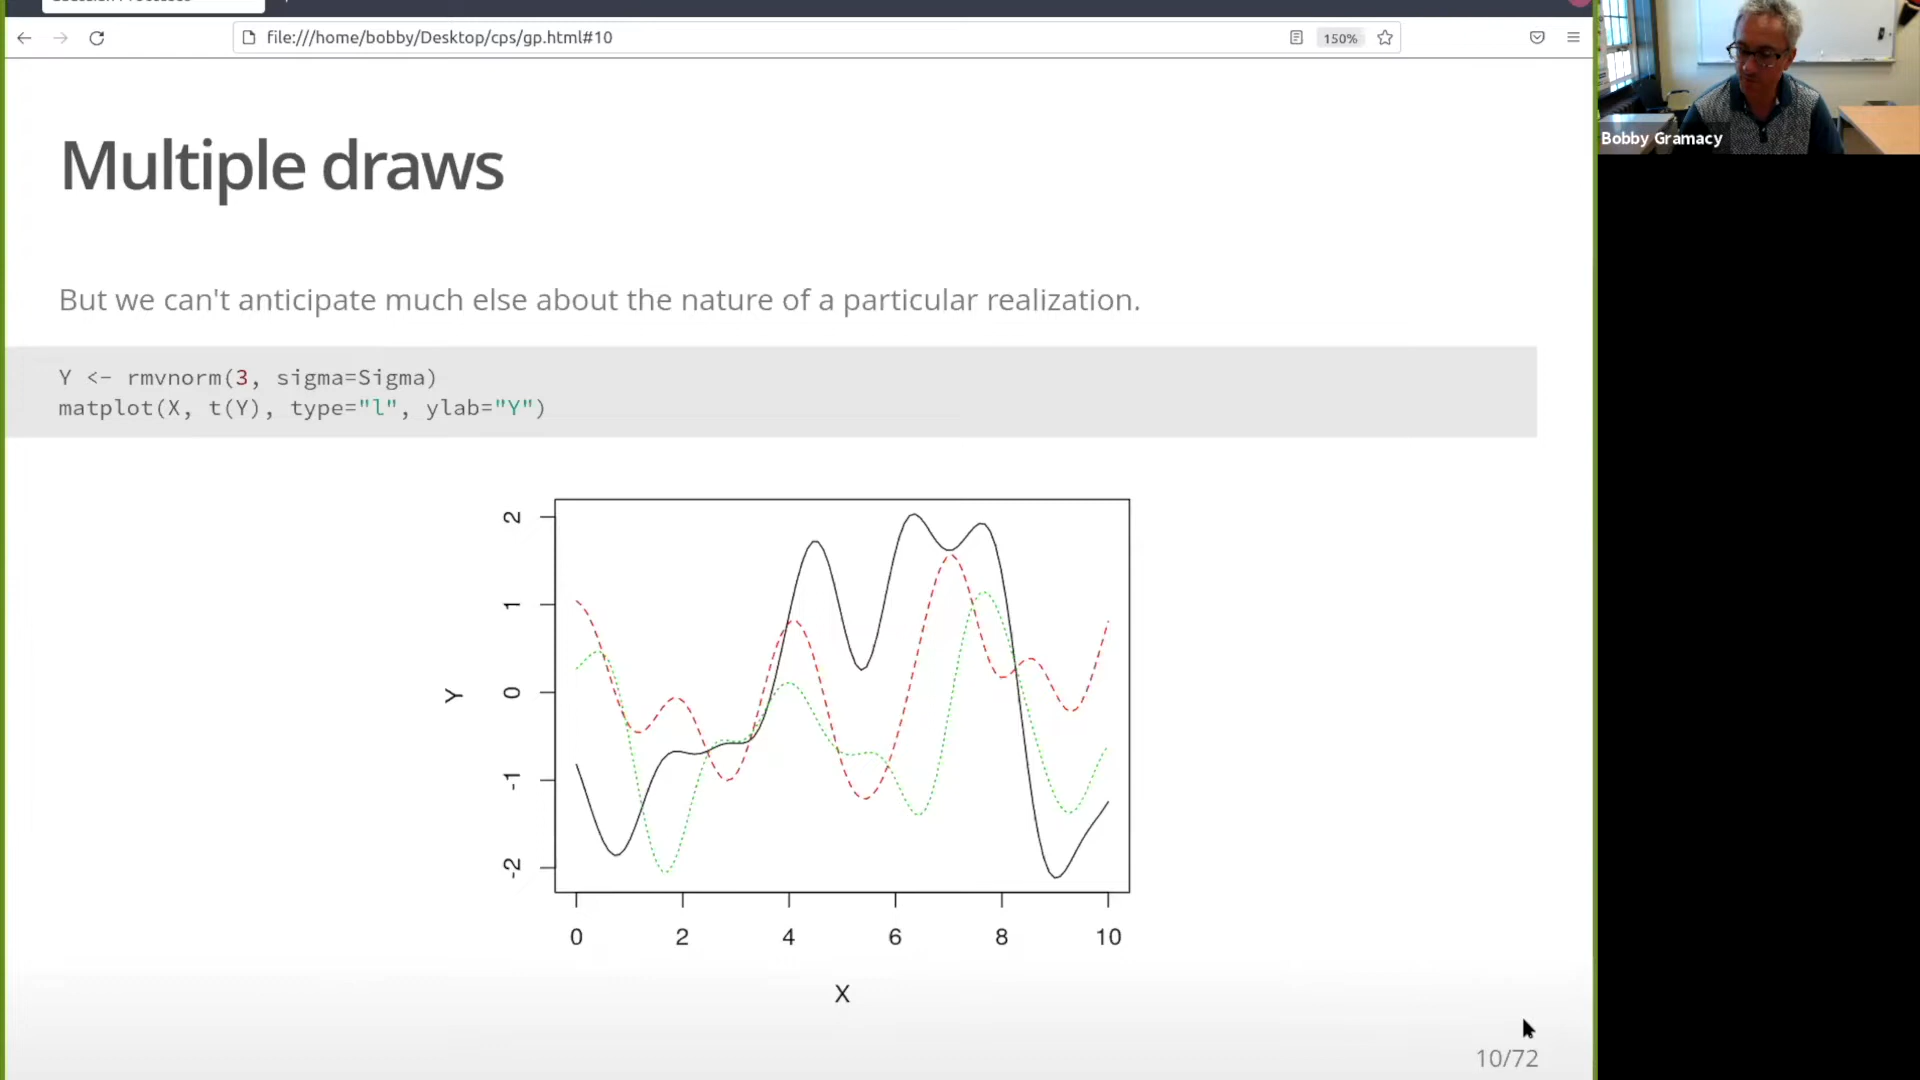 file:///home/bobby/Desktop/cps/gp.html#10
150%
Bobby Gramacy
Multiple draws
But we can't anticipate much else about the nature of a particular realization.
Y <- rmvnorm(3, sigma=Sigma)
matplot(X, t(Y), type="l", ylab="Y")
2
1
0
-1
-2
Y
0 2 4 6 8 10
X
10/72